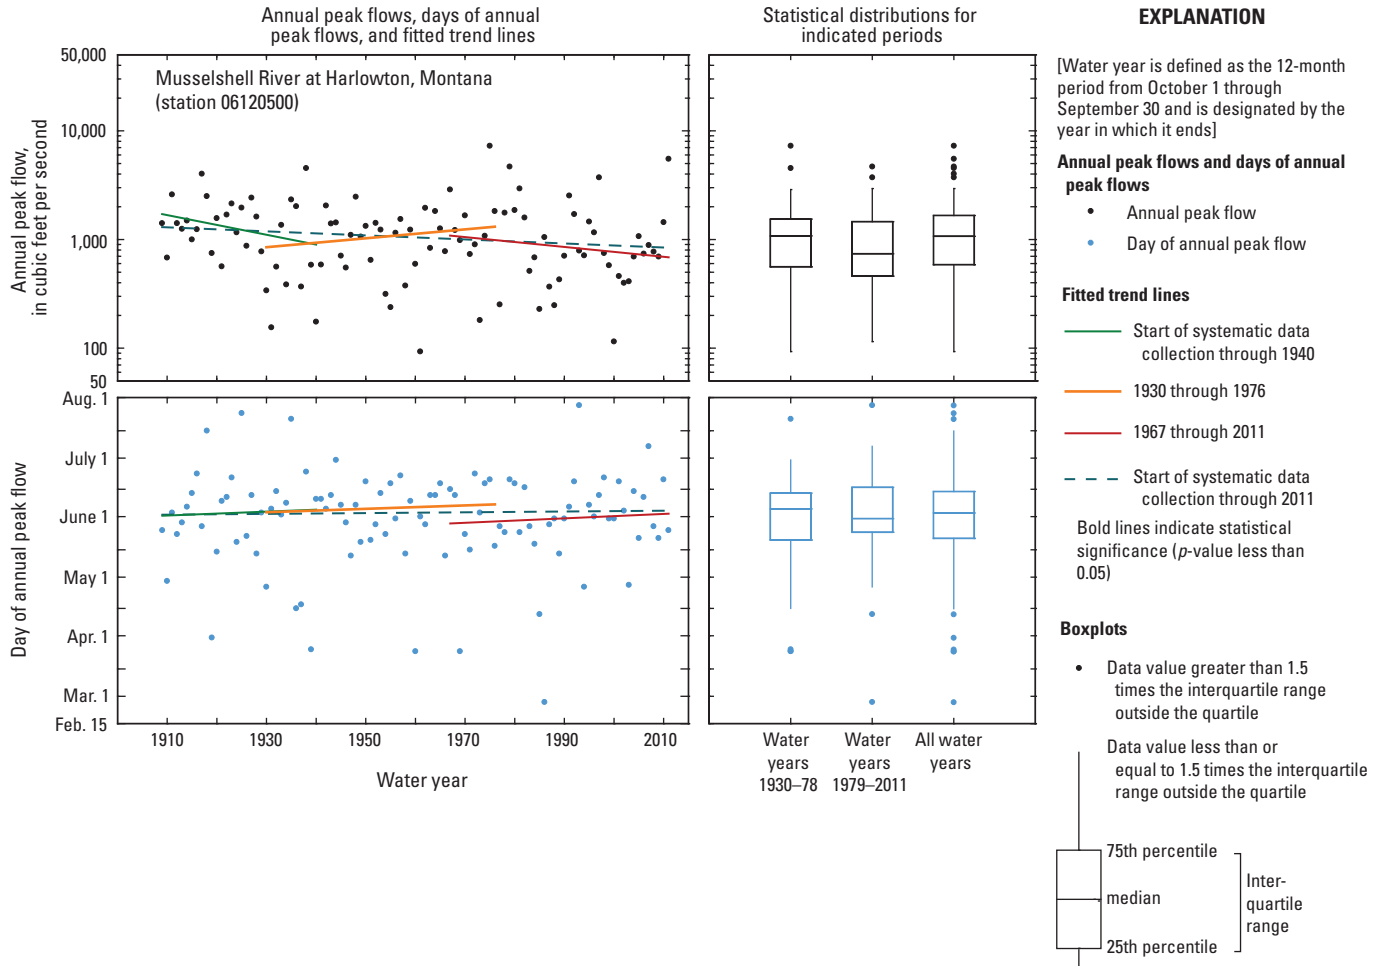 Annual peak flows, days of annual
peak flows, and fitted trend lines
Statistical distributions for
indicated periods
Annual peak flow,
in cubic feet per second
50,000
10,000
1,000
100
50
Musselshell River at Harlowton, Montana
(station 06120500)
Day of annual peak flow
Aug. 1
July 1
June 1
May 1
Apr. 1
Mar. 1
Feb. 15
1910
1930
1950
1970
1990
2010
Water year
Water
years
1930–78
Water
years
1979–2011
All water
years
EXPLANATION
[Water year is defined as the 12-month
period from October 1 through
September 30 and is designated by the
year in which it ends]
Annual peak flows and days of annual
peak flows
Annual peak flow
Day of annual peak flow
Fitted trend lines
Start of systematic data
collection through 1940
1930 through 1976
1967 through 2011
Start of systematic data
collection through 2011
Bold lines indicate statistical
significance (p-value less than
0.05)
Boxplots
Data value greater than 1.5
times the interquartile range
outside the quartile
Data value less than or
equal to 1.5 times the interquartile
range outside the quartile
75th percentile
median
25th percentile
Inter-
quartile
range